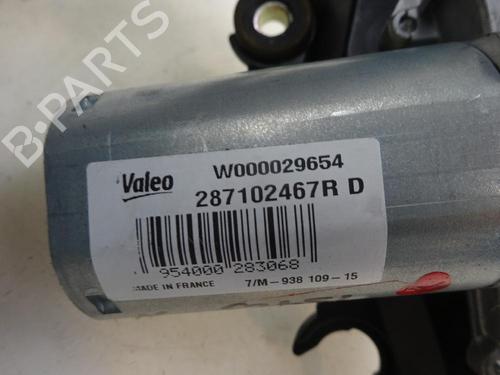 B-PARTS
Valeo
W000029654
287102467R D
954000 283068
MADE IN FRANCE 7/M-938 109-15